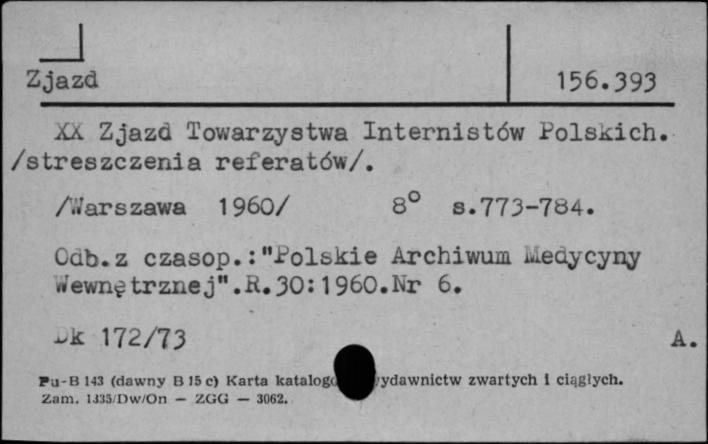 Zjazd 156.393
XX Zjazd Towarzystwa Internistów Polskich.
/streszczenia referatów/.
/Warszawa 1960/ 8° s.773-784.
Odb.z czasop.:"Polskie Archiwum Medycyny
Wewnętrznej".R.30:1960.Nr 6.
Dk 172/73 A.
Pu-B 143 (dawny B 15 c) Karta katalogo ydawnictw zwartych i ciągłych.
Zam. 1335/Dw/On — ZGG — 3062.